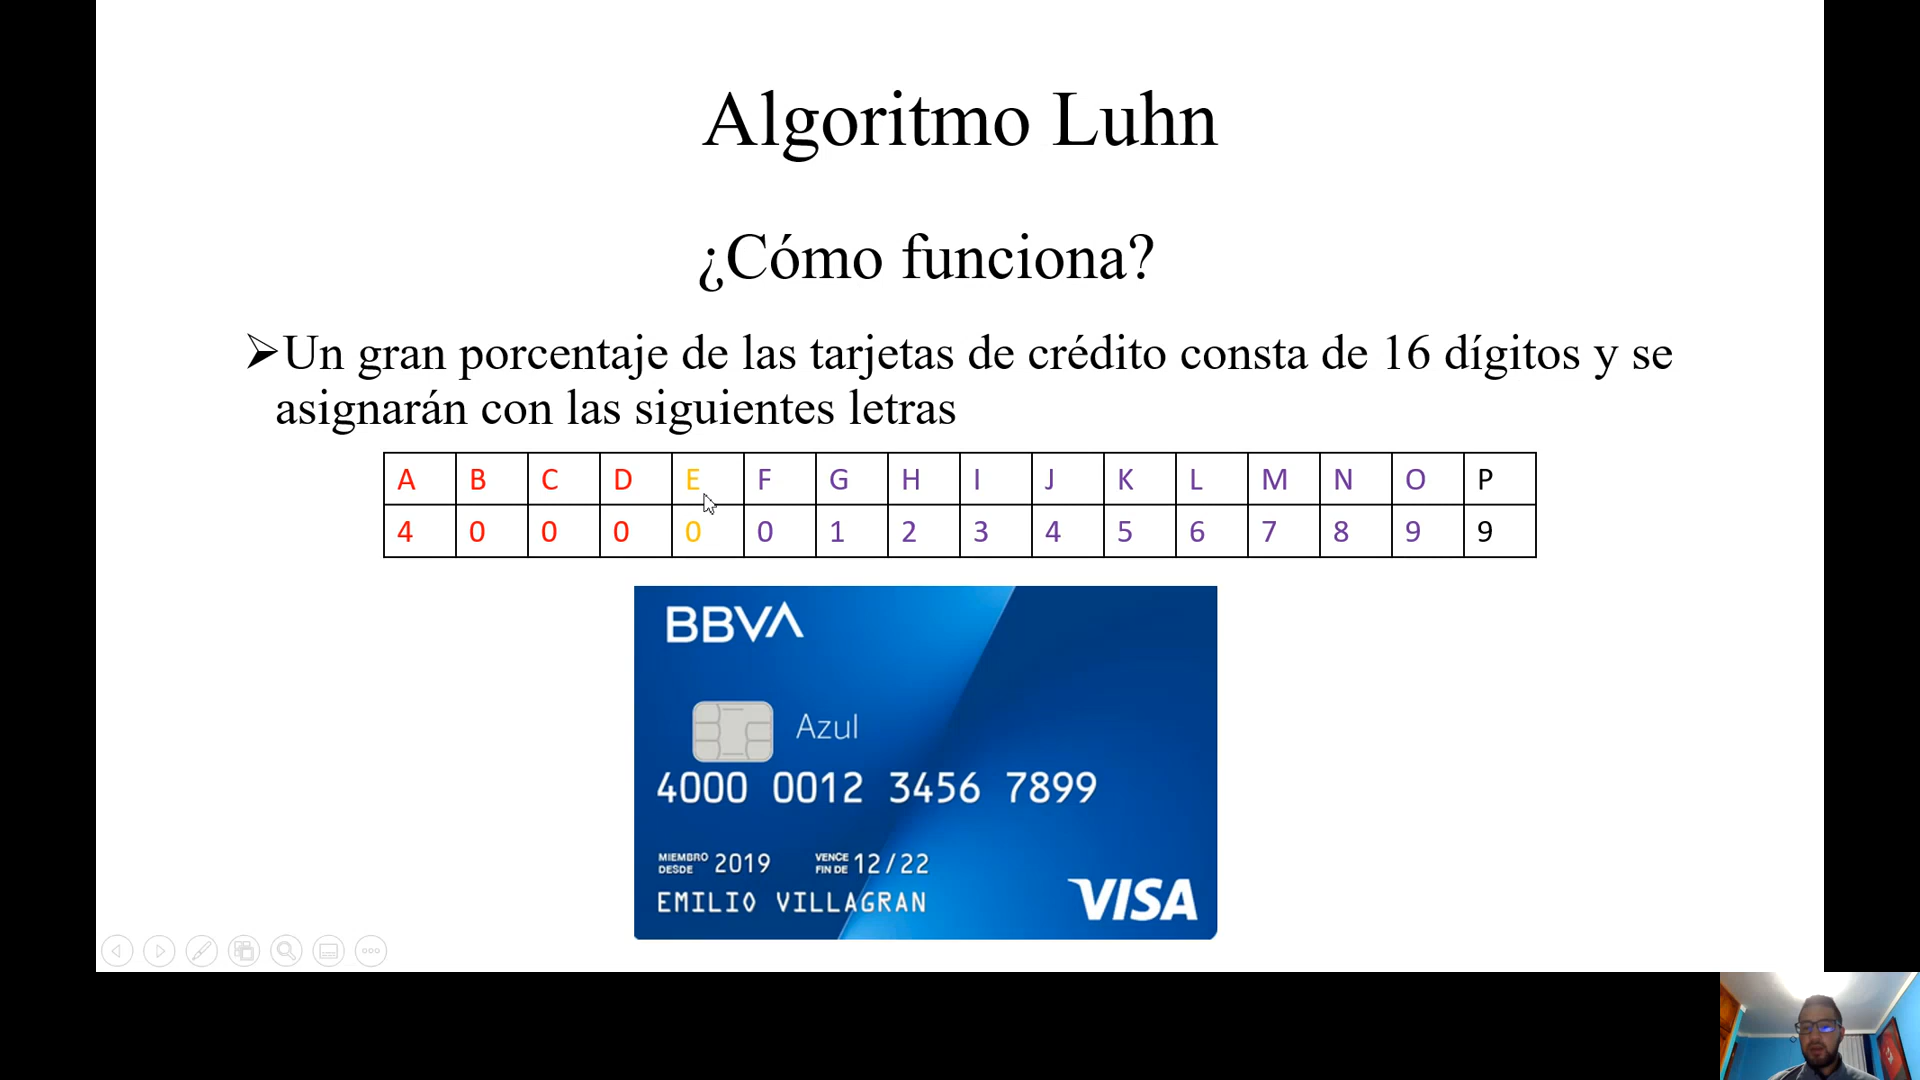 Algoritmo Luhn
¿Cómo funciona?
➢Un gran porcentaje de las tarjetas de crédito consta de 16 dígitos y se
asignarán con las siguientes letras
A B C D E F G H I J K L M N O P
4 0 0 0 0 0 1 2 3 4 5 6 7 8 9 9
BBVA
Azul
4000 0012 3456 7899
MIEMBRO DESDE 2019 VENCE FIN DE 12/22
EMILIO VILLAGRAN
VISA